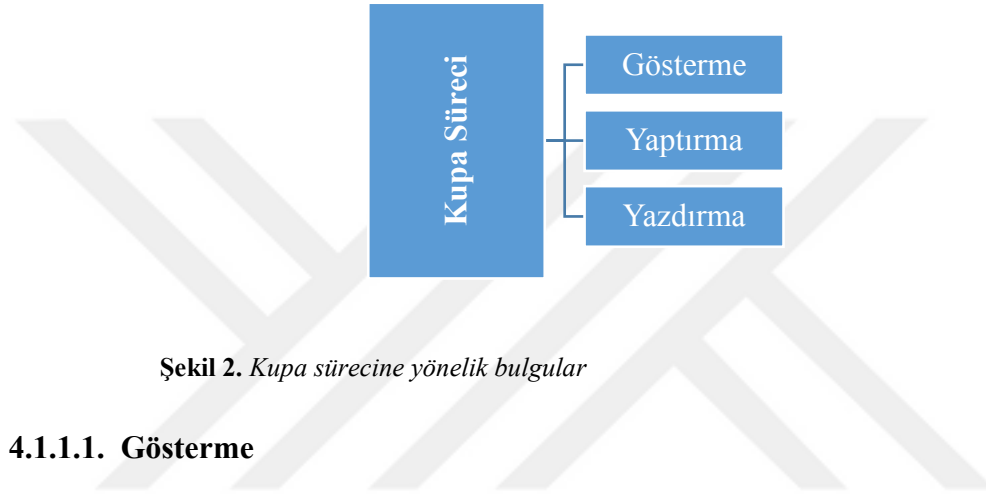 Kupa Süreci
Gösterme
Yaptırma
Yazdırma
Şekil 2. Kupa sürecine yönelik bulgular
4.1.1.1. Gösterme